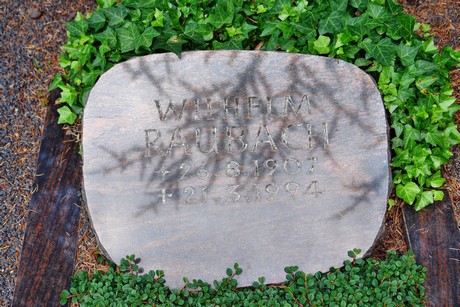 WILHELM
RAUBACH
* 26.8.1907
+ 21.3.1994